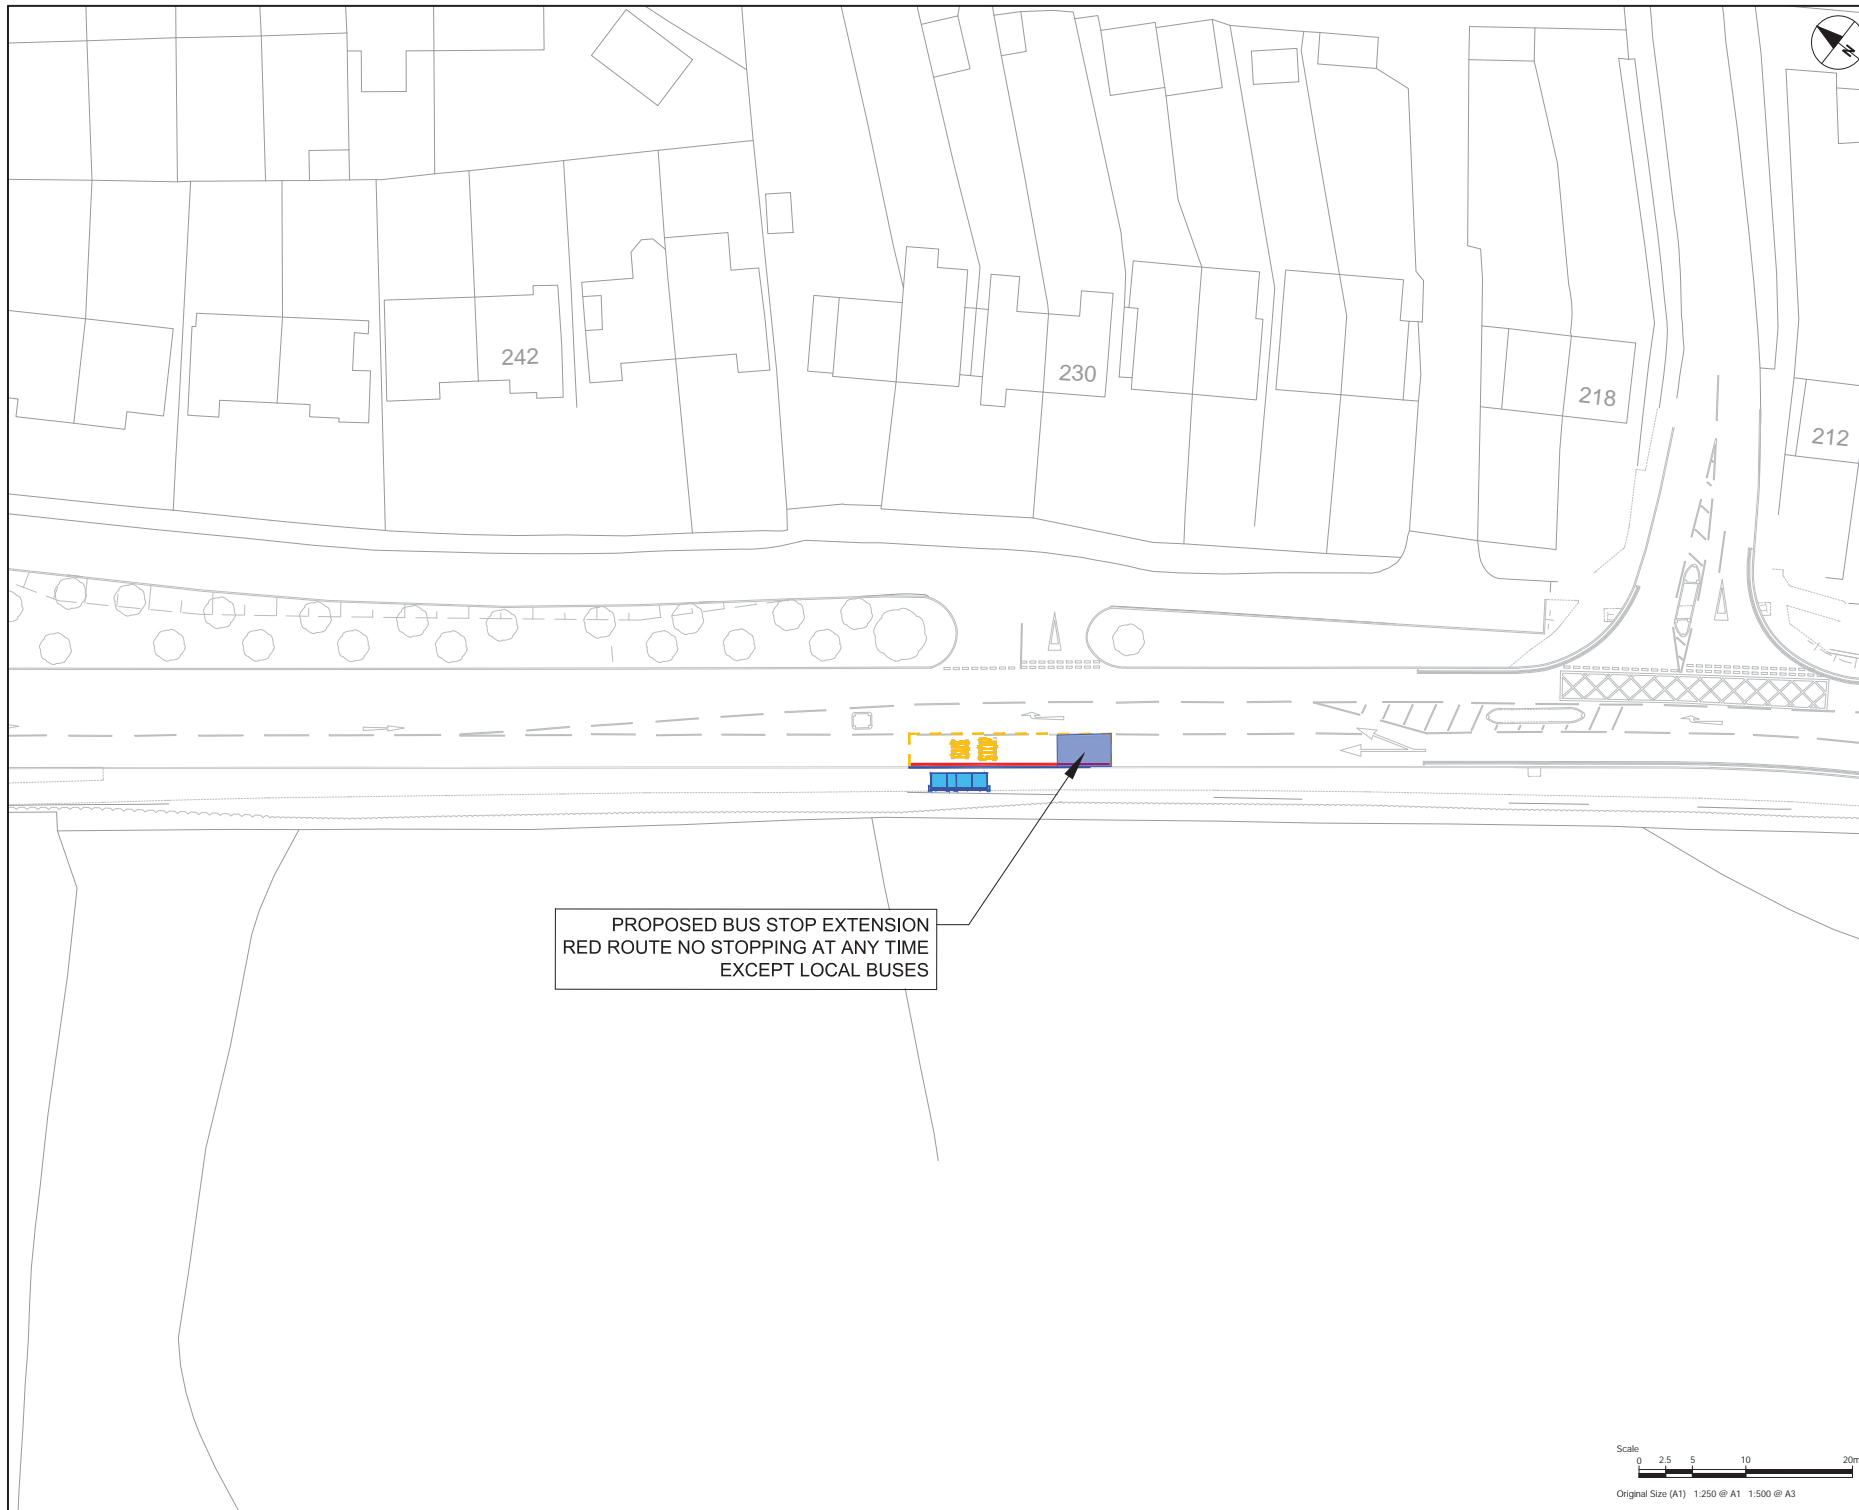 N
242
230
218
212
PROPOSED BUS STOP EXTENSION
RED ROUTE NO STOPPING AT ANY TIME
EXCEPT LOCAL BUSES
Scale
0 2.5 5 10 20m
Original Size (A1) 1:250 @ A1 1:500 @ A3